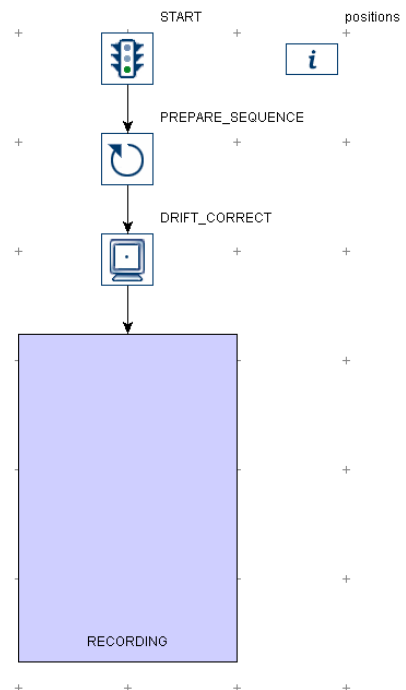 START
positions
i
PREPARE_SEQUENCE
DRIFT_CORRECT
RECORDING